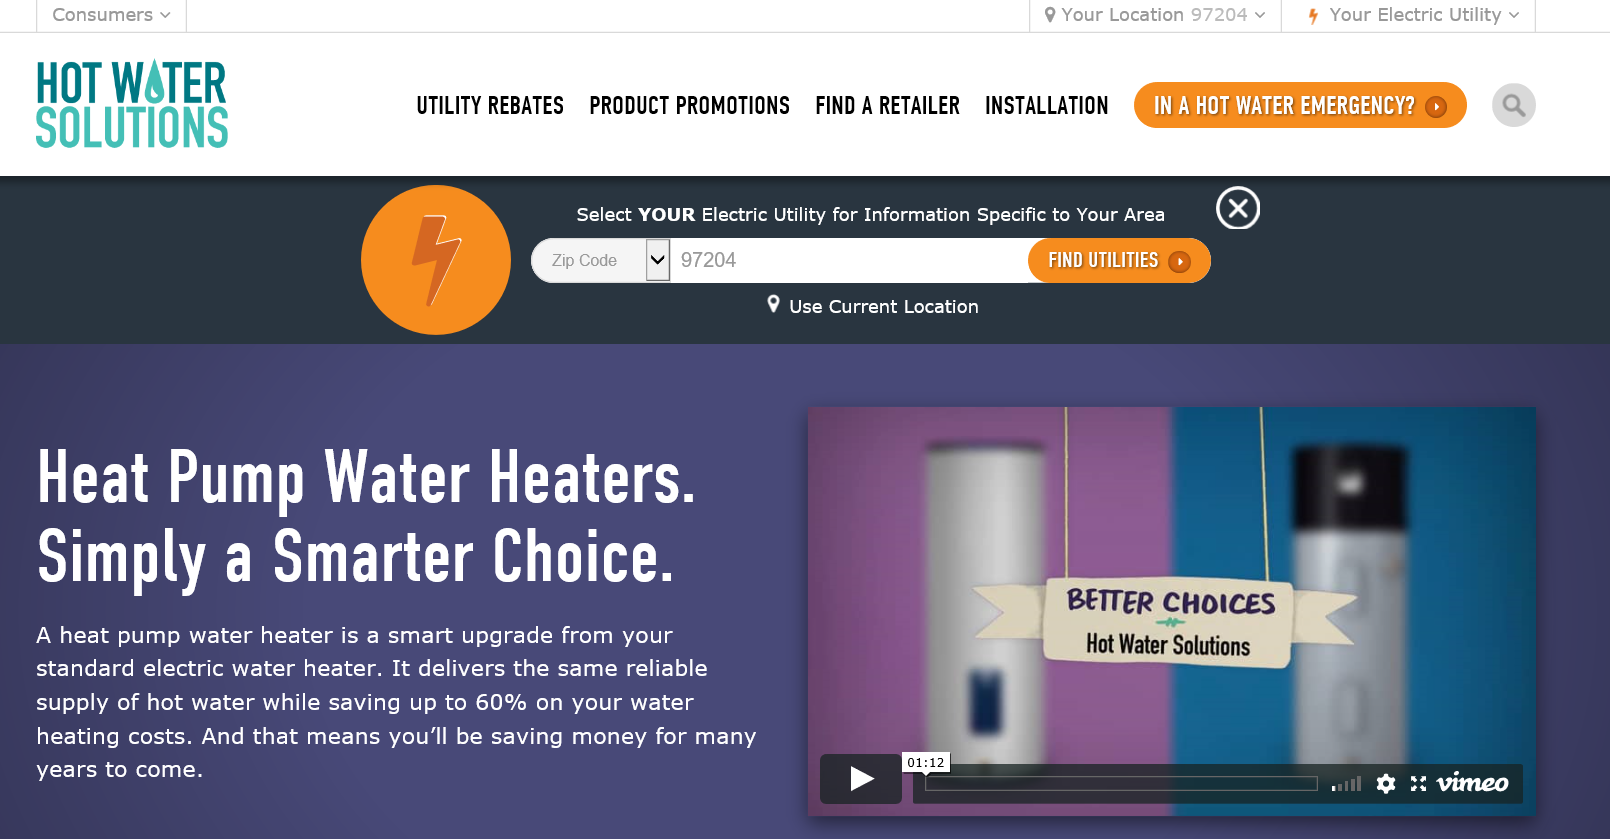 Consumers
Your Location 97204
Your Electric Utility
HOT WATER
SOLUTIONS
UTILITY REBATES
PRODUCT PROMOTIONS
FIND A RETAILER
INSTALLATION
IN A HOT WATER EMERGENCY?
Select YOUR Electric Utility for Information Specific to Your Area
Zip Code
97204
FIND UTILITIES
Use Current Location
Heat Pump Water Heaters.
Simply a Smarter Choice.
A heat pump water heater is a smart upgrade from your
standard electric water heater. It delivers the same reliable
supply of hot water while saving up to 60% on your water
heating costs. And that means you’ll be saving money for many
years to come.
BETTER CHOICES
Hot Water Solutions
01:12
vimeo